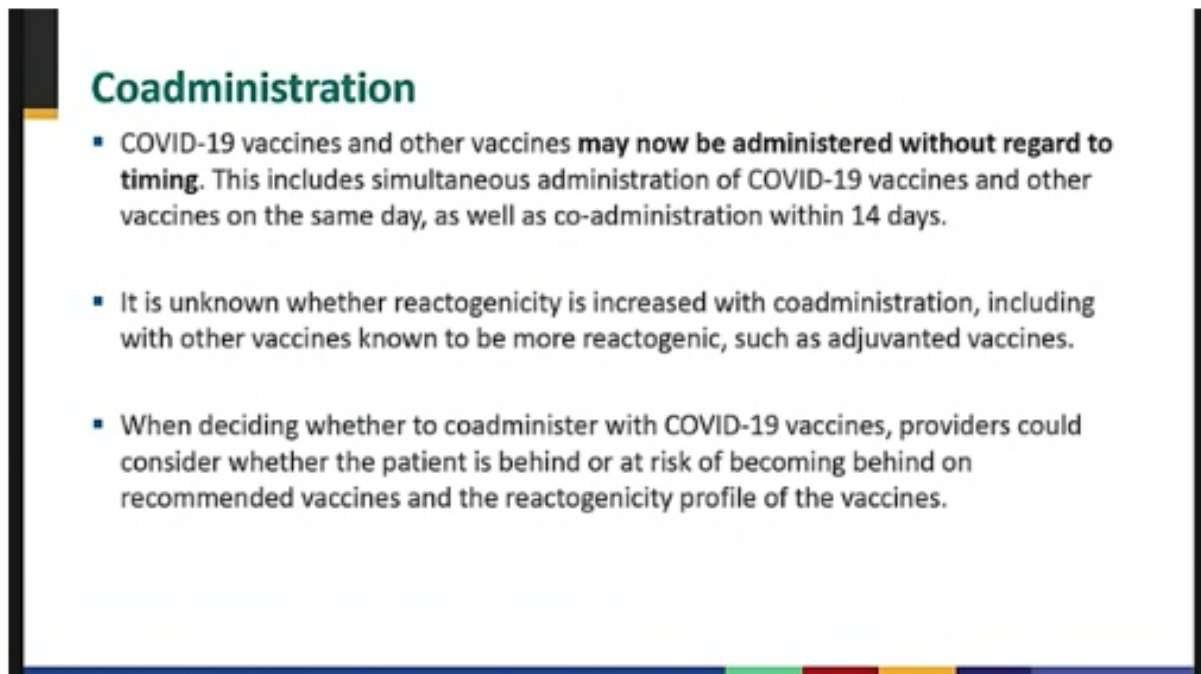 Coadministration
▪ COVID-19 vaccines and other vaccines may now be administered without regard to
timing. This includes simultaneous administration of COVID-19 vaccines and other
vaccines on the same day, as well as co-administration within 14 days.
▪ It is unknown whether reactogenicity is increased with coadministration, including
with other vaccines known to be more reactogenic, such as adjuvanted vaccines.
▪ When deciding whether to coadminister with COVID-19 vaccines, providers could
consider whether the patient is behind or at risk of becoming behind on
recommended vaccines and the reactogenicity profile of the vaccines.